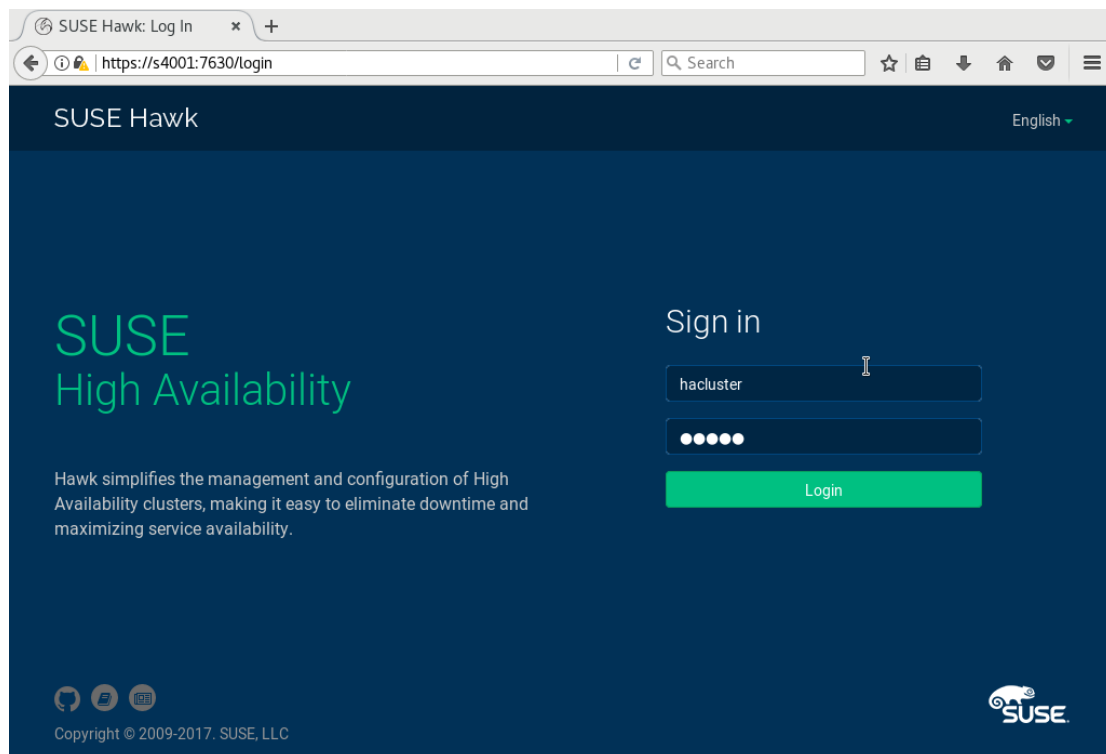 SUSE Hawk: Log In
https://s4001:7630/login
Search
SUSE Hawk
English
SUSE
High Availability
Hawk simplifies the management and configuration of High
Availability clusters, making it easy to eliminate downtime and
maximizing service availability.
Sign in
hacluster
●●●●●
Login
Copyright © 2009-2017. SUSE, LLC
SUSE.